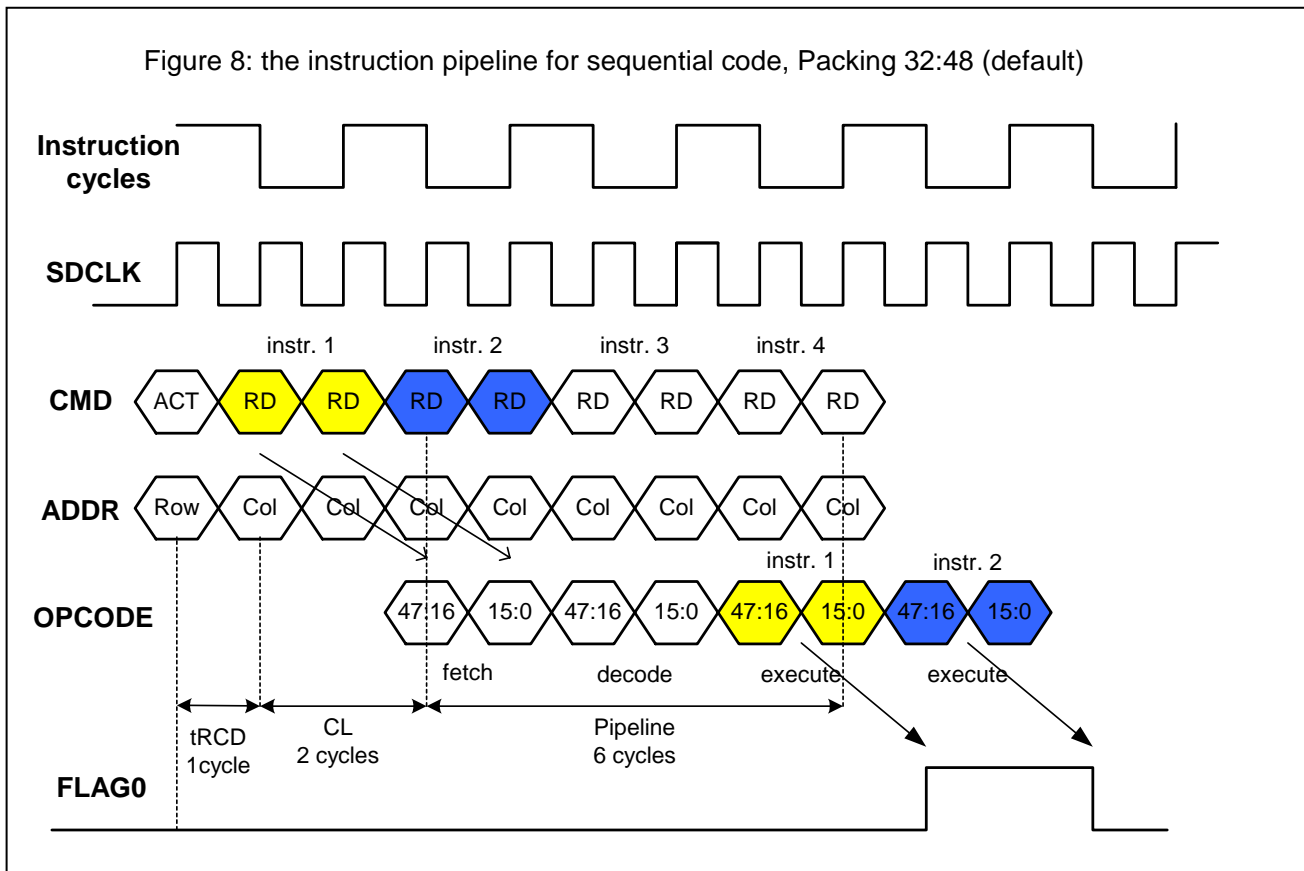 Figure 8: the instruction pipeline for sequential code, Packing 32:48 (default)
Instruction
cycles
SDCLK
instr. 1 instr. 2 instr. 3 instr. 4
CMD ACT RD RD RD RD RD RD RD RD
ADDR Row Col Col Col Col Col Col Col Col
instr. 1 instr. 2
OPCODE 47:16 15:0 47:16 15:0 47:16 15:0 47:16 15:0
fetch decode execute execute
tRCD
1cycle
CL
2 cycles
Pipeline
6 cycles
FLAG0